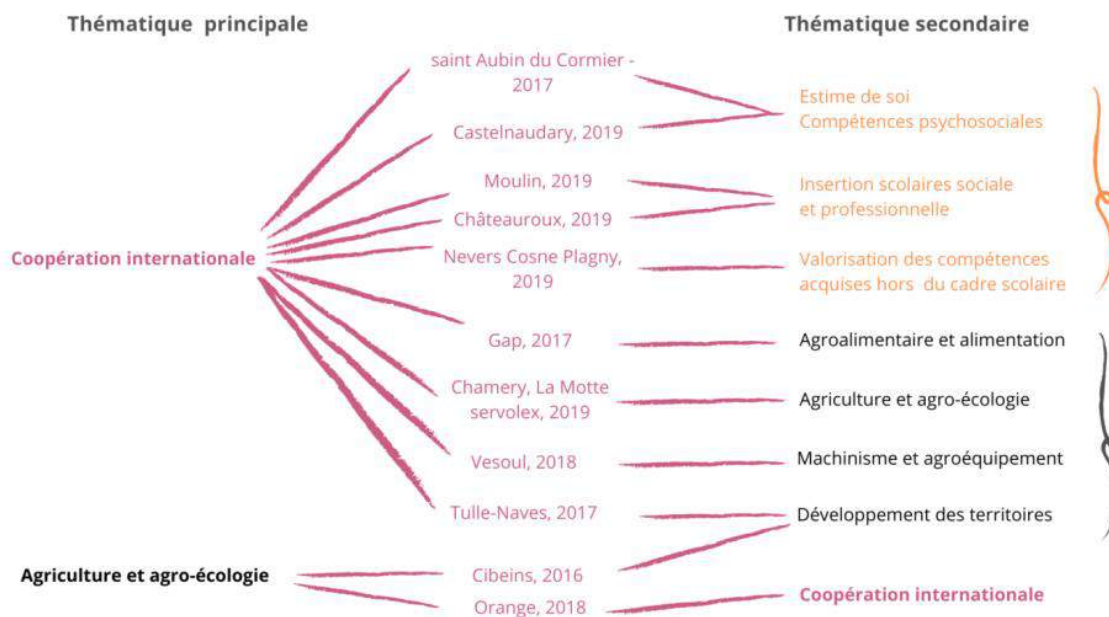 Thématique principale
Thématique secondaire
saint Aubin du Cormier -
2017
Castelnaudary, 2019
Moulin, 2019
Châteauroux, 2019
Nevers Cosne Plagny,
2019
Gap, 2017
Chamery, La Motte
servolex, 2019
Vesoul, 2018
Tulle-Naves, 2017
Cibeins, 2016
Orange, 2018
Coopération internationale
Agriculture et agro-écologie
Estime de soi
Compétences psychosociales
Insertion scolaires sociale
et professionnelle
Valorisation des compétences
acquises hors du cadre scolaire
Agroalimentaire et alimentation
Agriculture et agro-écologie
Machinisme et agroéquipement
Développement des territoires
Coopération internationale